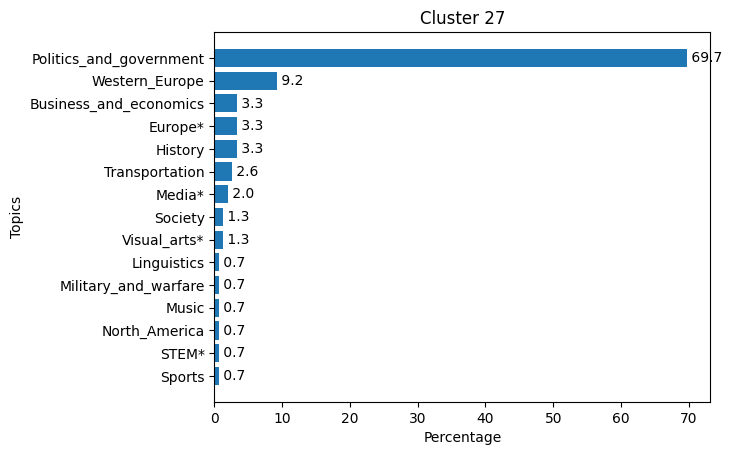 Cluster 27
Topics
Politics_and_government 69.7
Western_Europe 9.2
Business_and_economics 3.3
Europe* 3.3
History 3.3
Transportation 2.6
Media* 2.0
Society 1.3
Visual_arts* 1.3
Linguistics 0.7
Military_and_warfare 0.7
Music 0.7
North_America 0.7
STEM* 0.7
Sports 0.7
0 10 20 30 40 50 60 70
Percentage